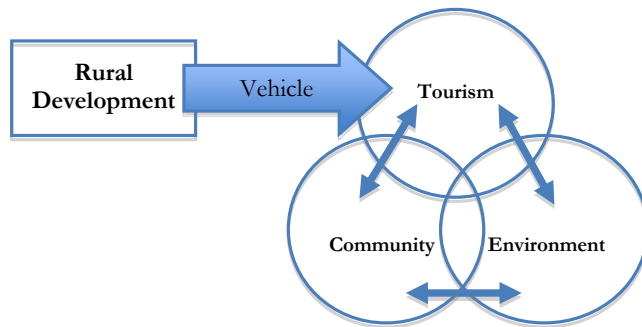 Rural
Development
Vehicle
Tourism
Community
Environment